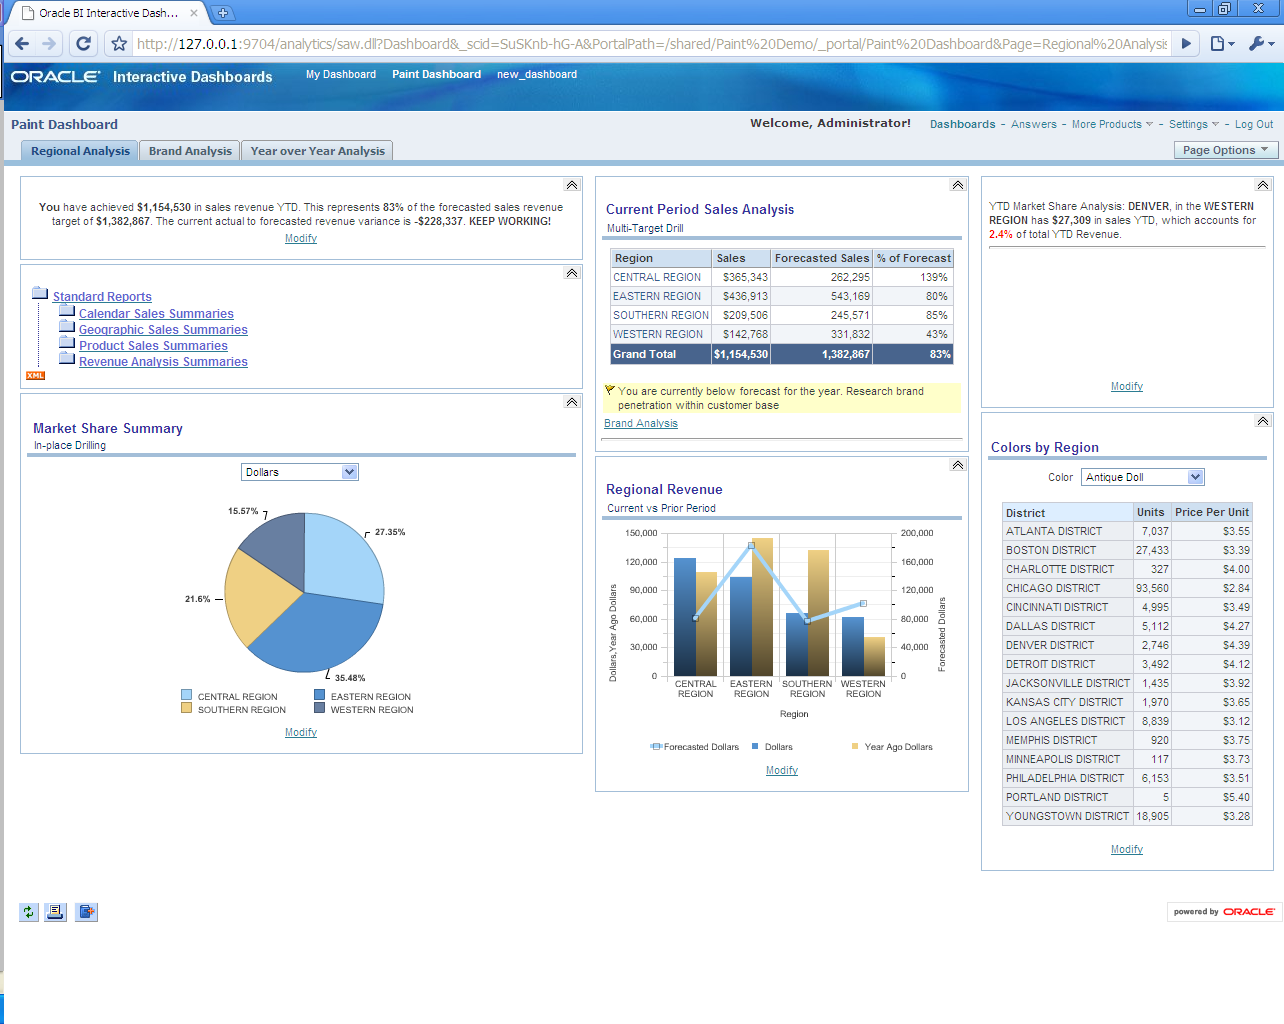 Oracle BI Interactive Dash...
http://127.0.0.1:9704/analytics/saw.dll?Dashboard&_scid=SuSKnb-hG-A&PortalPath=/shared/Paint%20Demo/_portal/Paint%20Dashboard&Page=Regional%20Analysis
ORACLE Interactive Dashboards My Dashboard Paint Dashboard new_dashboard
Paint Dashboard
Welcome, Administrator! Dashboards - Answers - More Products - Settings - Log Out
Regional Analysis Brand Analysis Year over Year Analysis
Page Options
You have achieved $1,154,530 in sales revenue YTD. This represents 83% of the forecasted sales revenue
target of $1,382,867. The current actual to forecasted revenue variance is -$228,337. KEEP WORKING!
Modify
Standard Reports
Calendar Sales Summaries
Geographic Sales Summaries
Product Sales Summaries
Revenue Analysis Summaries
XML
Market Share Summary
In-place Drilling
Dollars
15.57%
27.35%
21.6%
35.48%
CENTRAL REGION EASTERN REGION
SOUTHERN REGION WESTERN REGION
Modify
Current Period Sales Analysis
Multi-Target Drill
Region Sales Forecasted Sales % of Forecast
CENTRAL REGION $365,343 262,295 139%
EASTERN REGION $436,913 543,169 80%
SOUTHERN REGION $209,506 245,571 85%
WESTERN REGION $142,768 331,832 43%
Grand Total $1,154,530 1,382,867 83%
You are currently below forecast for the year. Research brand
penetration within customer base
Brand Analysis
Regional Revenue
Current vs Prior Period
150,000 200,000
120,000 160,000
90,000 120,000
60,000 80,000
30,000 40,000
0 0
Dollars,Year Ago Dollars
Forecasted Dollars
CENTRAL REGION
EASTERN REGION
SOUTHERN REGION
WESTERN REGION
Region
Forecasted Dollars Dollars Year Ago Dollars
Modify
YTD Market Share Analysis: DENVER, in the WESTERN
REGION has $27,309 in sales YTD, which accounts for
2.4% of total YTD Revenue.
Modify
Colors by Region
Color Antique Doll
District Units Price Per Unit
ATLANTA DISTRICT 7,037 $3.55
BOSTON DISTRICT 27,433 $3.39
CHARLOTTE DISTRICT 327 $4.00
CHICAGO DISTRICT 93,560 $2.84
CINCINNATI DISTRICT 4,995 $3.49
DALLAS DISTRICT 5,112 $4.27
DENVER DISTRICT 2,746 $4.39
DETROIT DISTRICT 3,492 $4.12
JACKSONVILLE DISTRICT 1,435 $3.92
KANSAS CITY DISTRICT 1,970 $3.65
LOS ANGELES DISTRICT 8,839 $3.12
MEMPHIS DISTRICT 920 $3.75
MINNEAPOLIS DISTRICT 117 $3.73
PHILADELPHIA DISTRICT 6,153 $3.51
PORTLAND DISTRICT 5 $5.40
YOUNGSTOWN DISTRICT 18,905 $3.28
Modify
powered by ORACLE